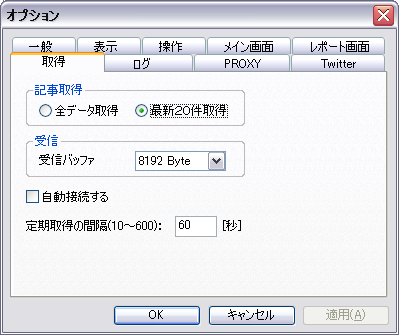 オプション
一般 表示 操作 メイン画面 レポート画面
取得 ログ PROXY Twitter
記事取得
全データ取得 最新20件取得
受信
受信バッファ 8192 Byte
自動接続する
定期取得の間隔(10～600): 60 [秒]
OK キャンセル 適用(A)